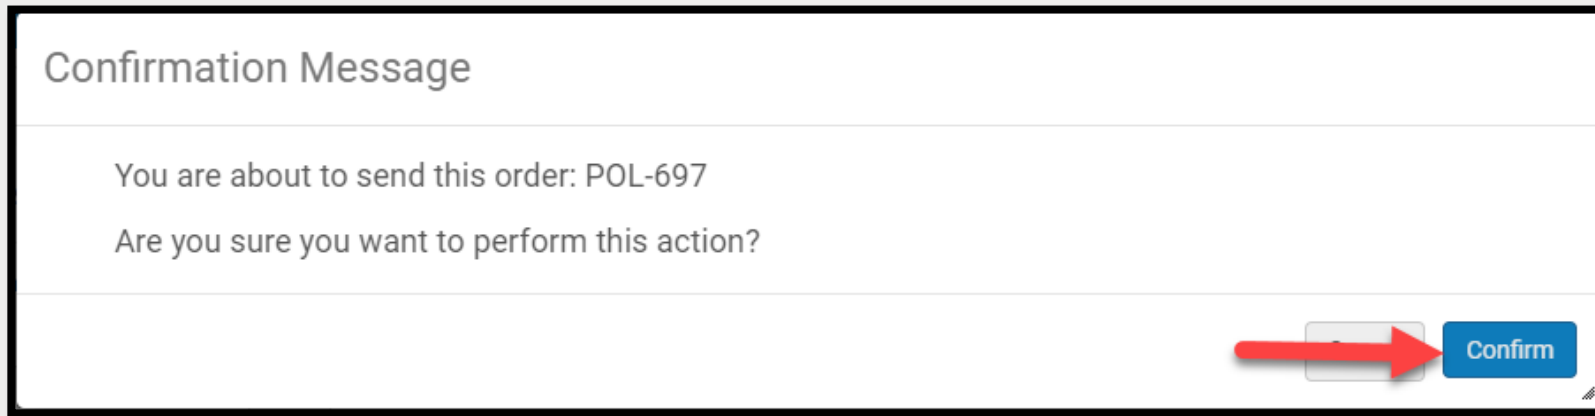 Confirmation Message
You are about to send this order: POL-697
Are you sure you want to perform this action?
Confirm